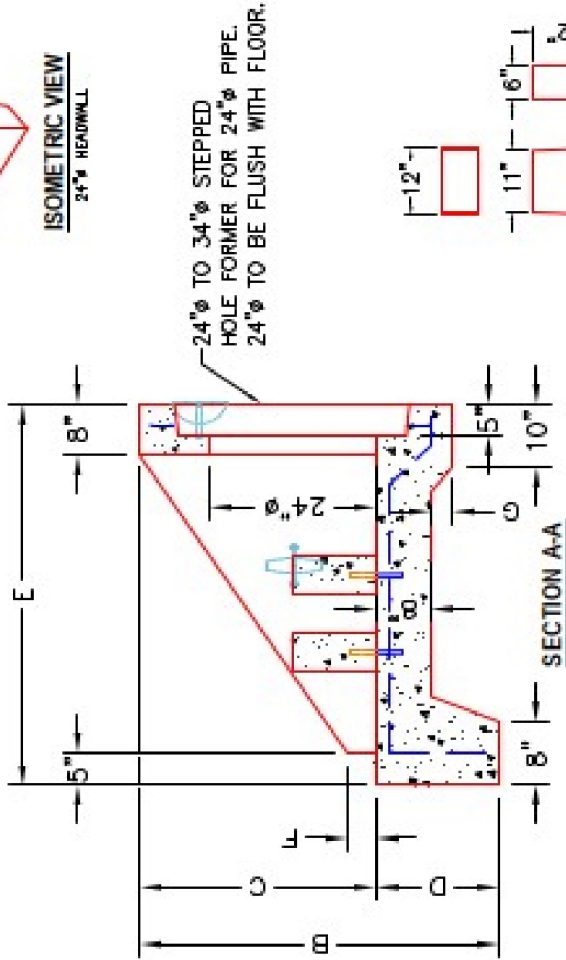 ISOMETRIC VIEW
24"ø HEADWALL
24"ø TO 34"ø STEPPED
HOLE FORMER FOR 24"ø PIPE.
24"ø TO BE FLUSH WITH FLOOR.
E
5"
8"
B
C
D
F
24"ø
G
8"
5"
10"
SECTION A-A
12"
11"
6"